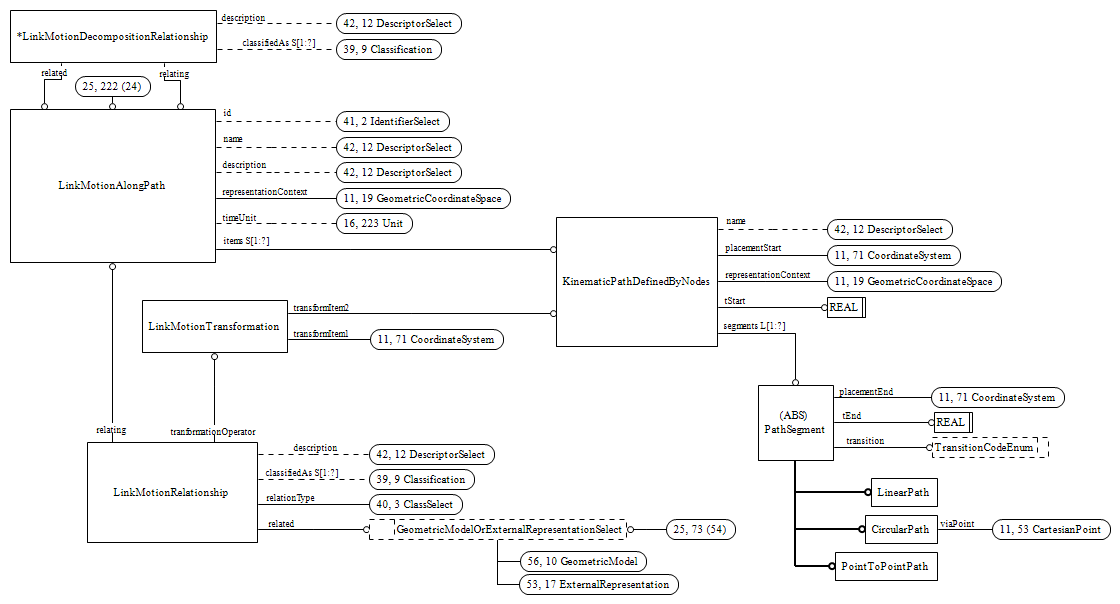 description
42, 12 DescriptorSelect
*LinkMotionDecompositionRelationship
classifiedAs S[1:?]
39, 9 Classification
related
relating
25, 222 (24)
id
41, 2 IdentifierSelect
name
42, 12 DescriptorSelect
description
42, 12 DescriptorSelect
LinkMotionAlongPath
representationContext
11, 19 GeometricCoordinateSpace
timeUnit
16, 223 Unit
items S[1:?]
name
42, 12 DescriptorSelect
placementStart
11, 71 CoordinateSystem
KinematicPathDefinedByNodes
representationContext
11, 19 GeometricCoordinateSpace
tStart
REAL
segments L[1:?]
transformItem2
LinkMotionTransformation
transformItem1
11, 71 CoordinateSystem
placementEnd
11, 71 CoordinateSystem
(ABS)
PathSegment
tEnd
REAL
transition
TransitionCodeEnum
relating
tranformationOperator
description
42, 12 DescriptorSelect
classifiedAs S[1:?]
39, 9 Classification
LinkMotionRelationship
relationType
40, 3 ClassSelect
related
GeometricModelOrExternalRepresentationSelect
25, 73 (54)
56, 10 GeometricModel
53, 17 ExternalRepresentation
LinearPath
CircularPath
viaPoint
11, 53 CartesianPoint
PointToPointPath